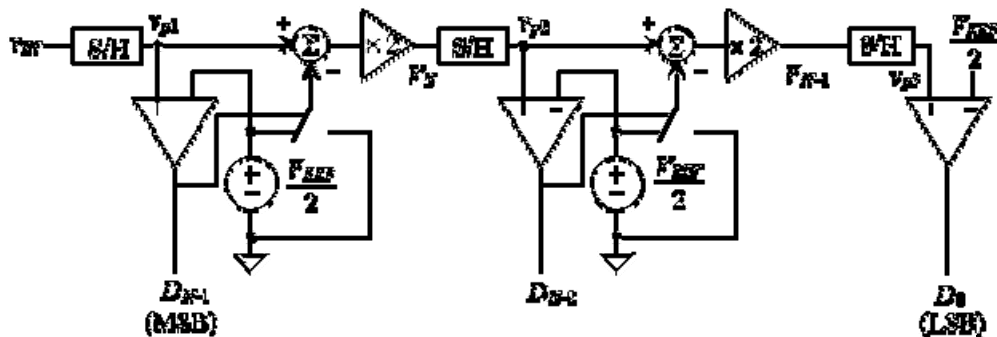 v_IN S/H v_p1 + Σ − × 2 V_N S/H v_p2 + Σ − × 2 V_N-1 S/H v_p3 V_REF/2
+ − V_REF/2
− + − V_REF/2
+ −
D_N-1 D_N-2 D_0
(MSB) (LSB)